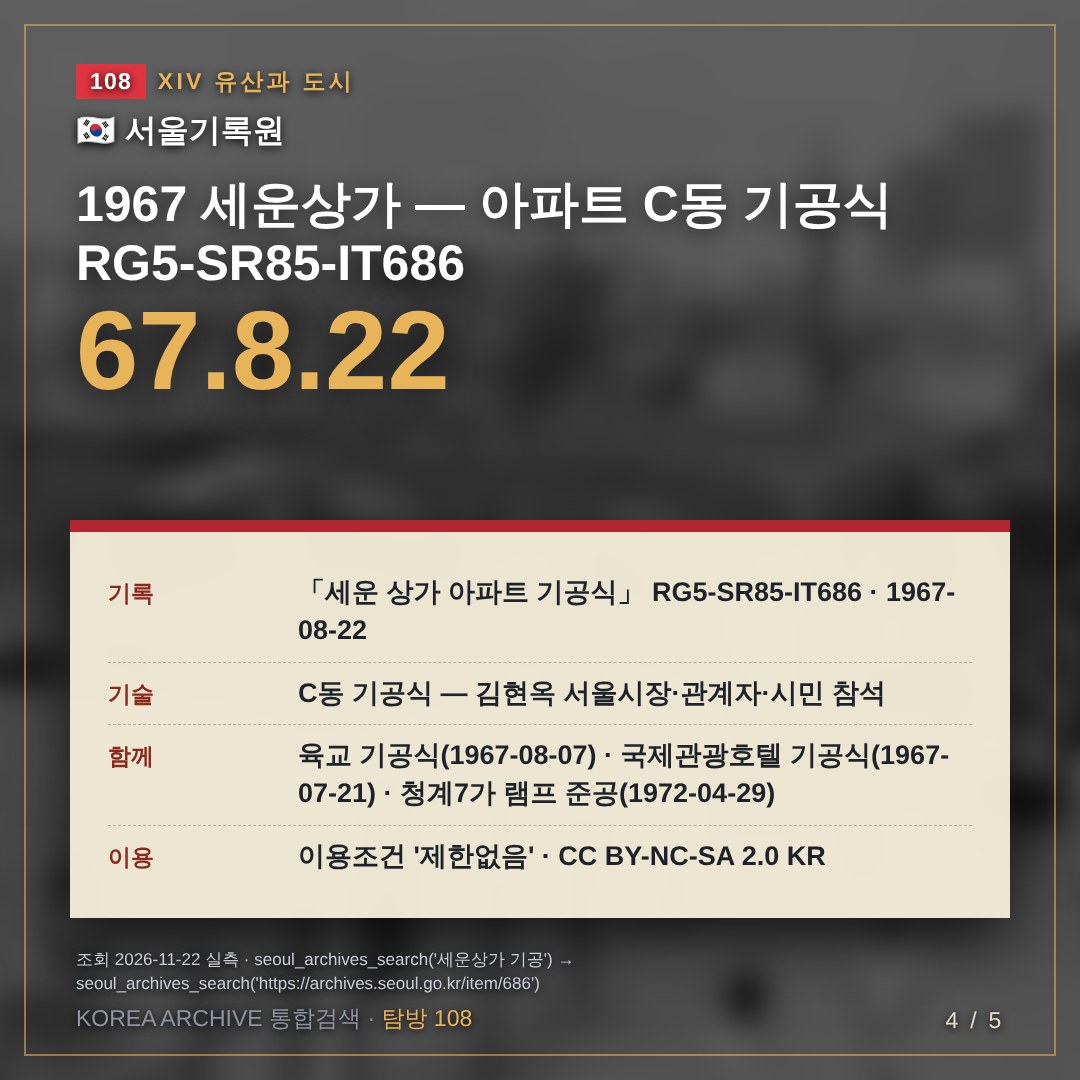 108 XIV 유산과 도시
🇰🇷 서울기록원
1967 세운상가 — 아파트 C동 기공식
RG5-SR85-IT686
67.8.22
기록 「세운 상가 아파트 기공식」 RG5-SR85-IT686 · 1967-
08-22
기술 C동 기공식 — 김현옥 서울시장·관계자·시민 참석
함께 육교 기공식(1967-08-07) · 국제관광호텔 기공식(1967-
07-21) · 청계7가 램프 준공(1972-04-29)
이용 이용조건 '제한없음' · CC BY-NC-SA 2.0 KR
조회 2026-11-22 실측 · seoul_archives_search('세운상가 기공') →
seoul_archives_search('https://archives.seoul.go.kr/item/686')
KOREA ARCHIVE 통합검색 · 탐방 108
4 / 5